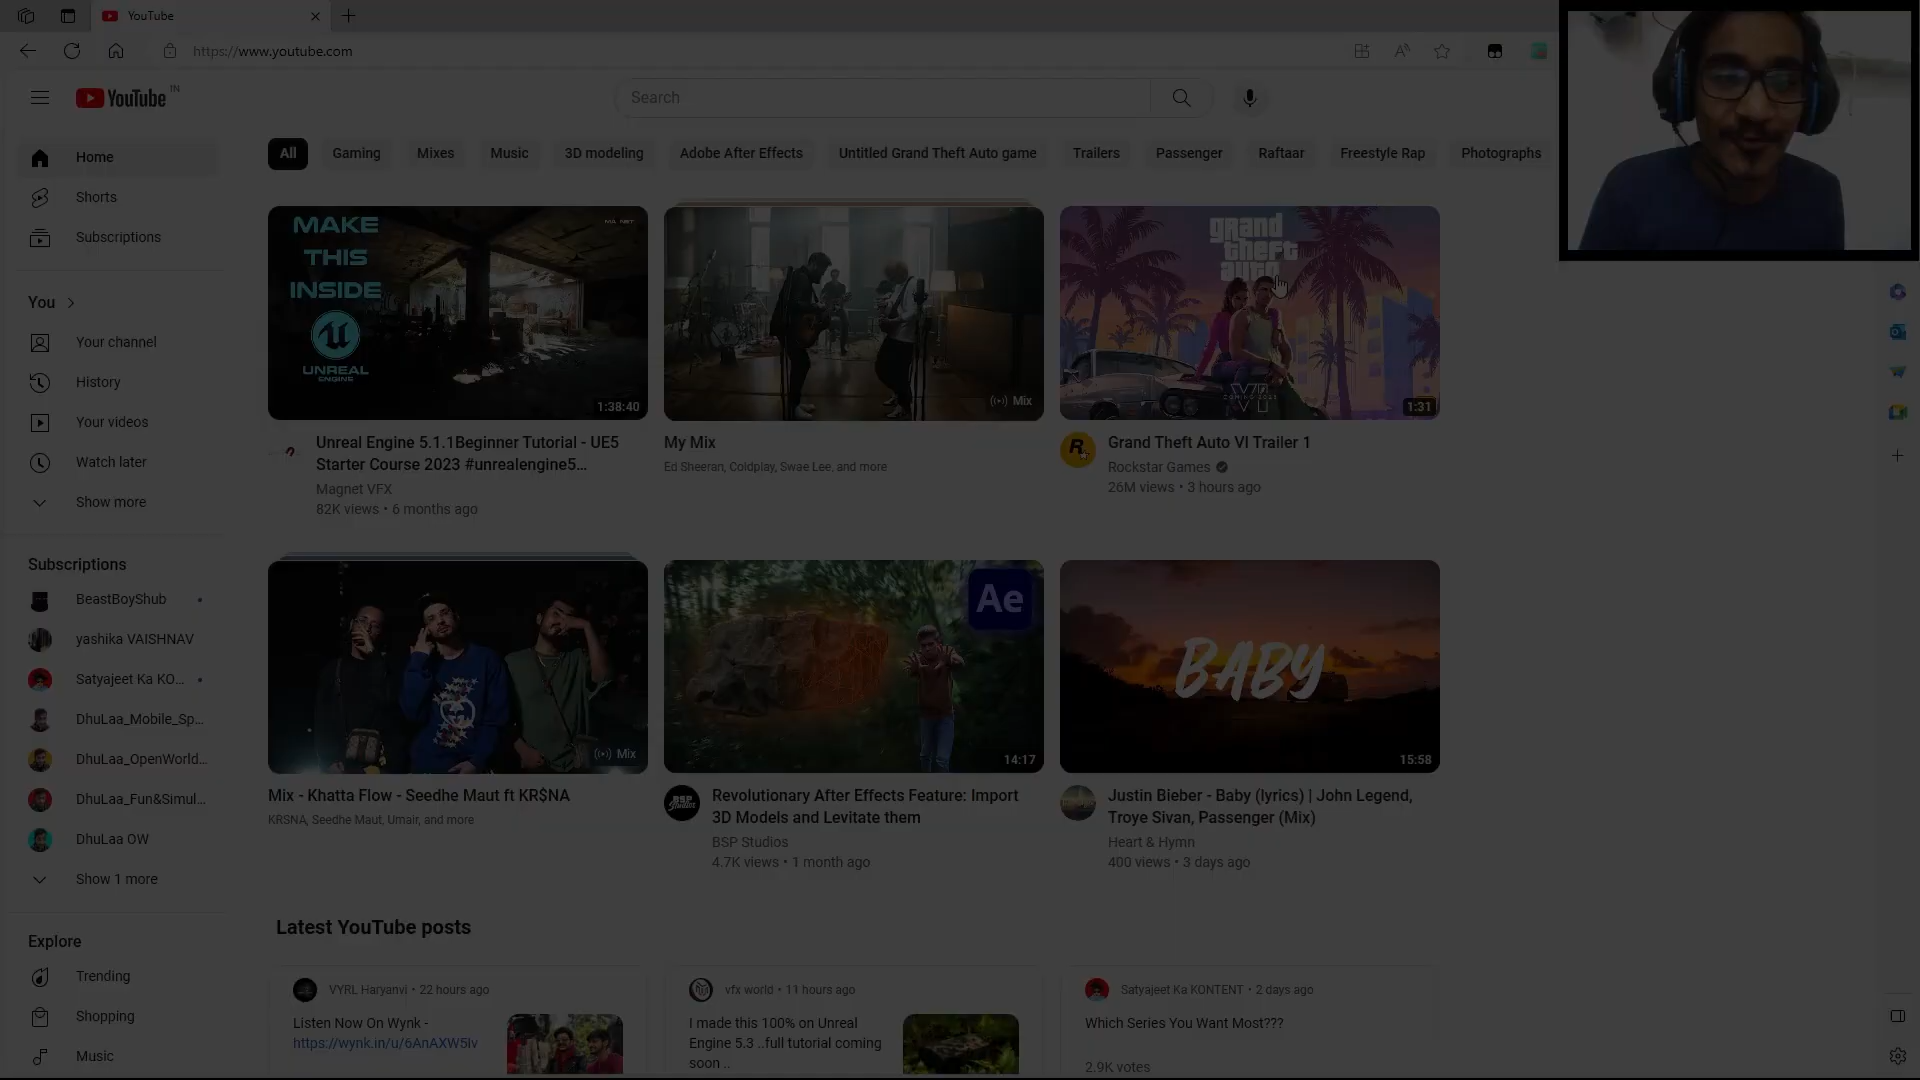 YouTube
https://www.youtube.com
YouTube IN
Search
Home
Shorts
Subscriptions
You
Your channel
History
Your videos
Watch later
Show more
Subscriptions
BeastBoyShub
yashika VAISHNAV
Satyajeet Ka KO...
DhuLaa_Mobile_Sp...
DhuLaa_OpenWorld...
DhuLaa_Fun&Simul...
DhuLaa OW
Show 1 more
Explore
Trending
Shopping
Music
All Gaming Mixes Music 3D modeling Adobe After Effects Untitled Grand Theft Auto game Trailers Passenger Raftaar Freestyle Rap Photographs
MAKE
THIS
INSIDE
UNREAL
ENGINE
1:38:40
Unreal Engine 5.1.1Beginner Tutorial - UE5
Starter Course 2023 #unrealengine5...
Magnet VFX
82K views • 6 months ago
Mix
My Mix
Ed Sheeran, Coldplay, Swae Lee, and more
grand
theft
auto
VI
COMING 2025
1:31
Grand Theft Auto VI Trailer 1
Rockstar Games
26M views • 3 hours ago
Mix
Mix - Khatta Flow - Seedhe Maut ft KR$NA
KRSNA, Seedhe Maut, Umair, and more
Ae
14:17
BSP
Studios
Revolutionary After Effects Feature: Import
3D Models and Levitate them
BSP Studios
4.7K views • 1 month ago
BABY
15:58
Justin Bieber - Baby (lyrics) | John Legend,
Troye Sivan, Passenger (Mix)
Heart & Hymn
400 views • 3 days ago
Latest YouTube posts
VYRL Haryanvi • 22 hours ago
Listen Now On Wynk -
https://wynk.in/u/6AnAXW5lv
vfx world • 11 hours ago
I made this 100% on Unreal
Engine 5.3 ..full tutorial coming
soon ..
Satyajeet Ka KONTENT • 2 days ago
Which Series You Want Most???
2.9K votes